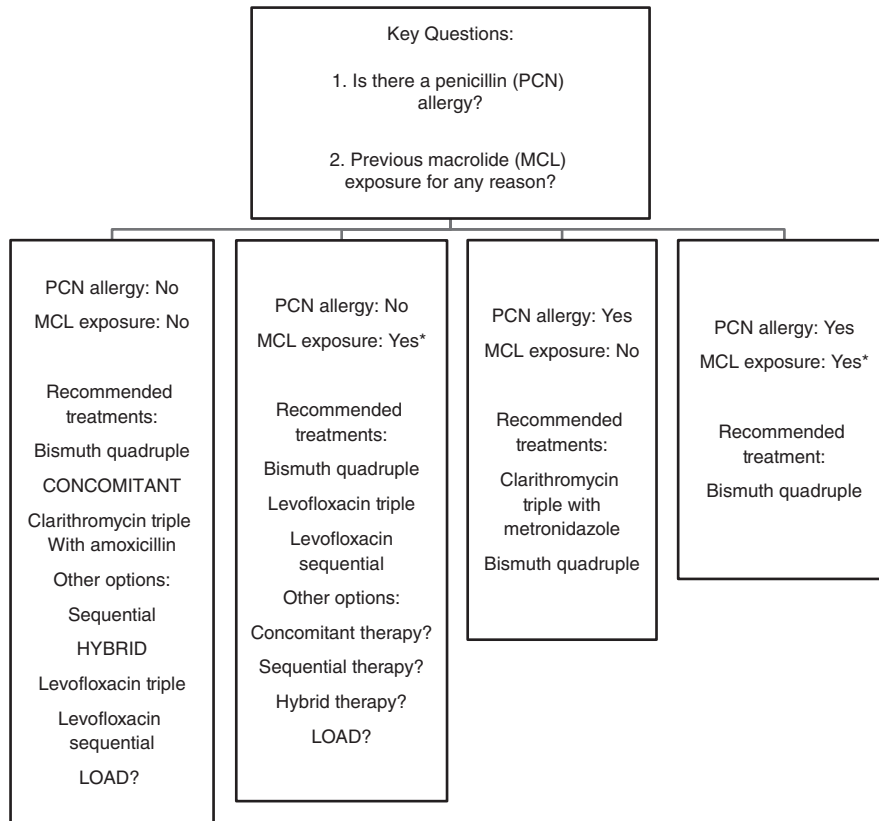 Key Questions:
1. Is there a penicillin (PCN)
allergy?
2. Previous macrolide (MCL)
exposure for any reason?
PCN allergy: No
MCL exposure: No
Recommended
treatments:
Bismuth quadruple
CONCOMITANT
Clarithromycin triple
With amoxicillin
Other options:
Sequential
HYBRID
Levofloxacin triple
Levofloxacin
sequential
LOAD?
PCN allergy: No
MCL exposure: Yes*
Recommended
treatments:
Bismuth quadruple
Levofloxacin triple
Levofloxacin
sequential
Other options:
Concomitant therapy?
Sequential therapy?
Hybrid therapy?
LOAD?
PCN allergy: Yes
MCL exposure: No
Recommended
treatments:
Clarithromycin
triple with
metronidazole
Bismuth quadruple
PCN allergy: Yes
MCL exposure: Yes*
Recommended
treatment:
Bismuth quadruple